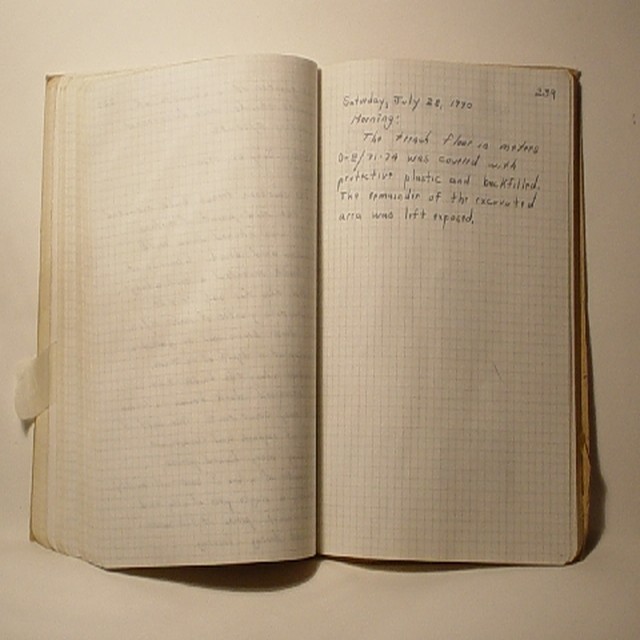 239
Saturday, July 28, 1990
Morning:
The trench floor in meters
0-8/71-74 was covered with
protective plastic and backfilled.
The remainder of the excavated
area was left exposed.